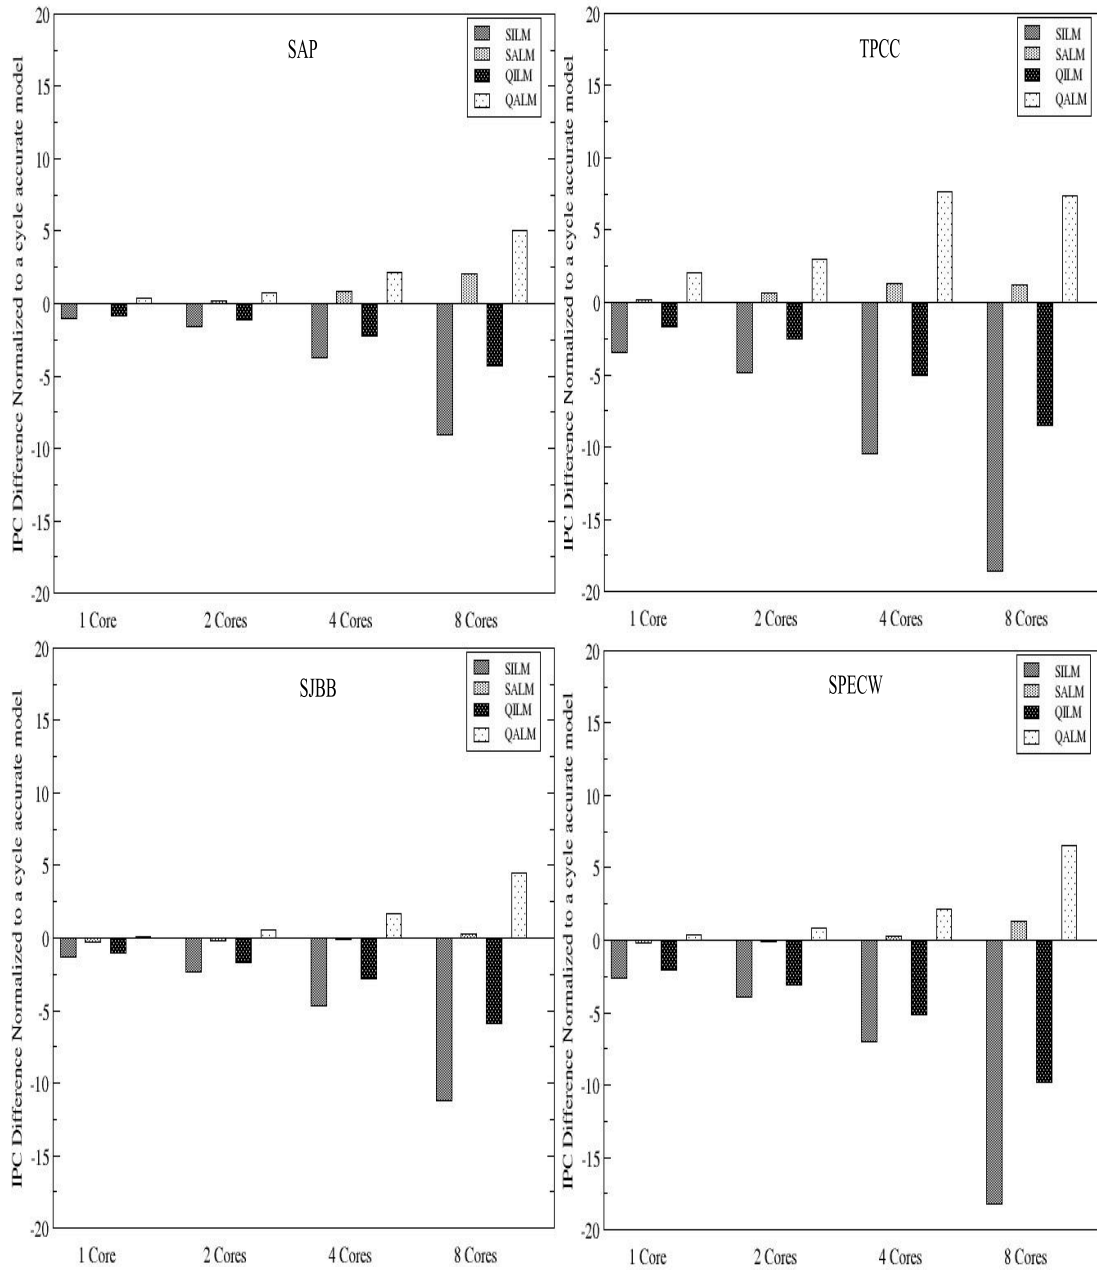 IPC Difference Normalized to a cycle accurate model
20
15
10
5
0
-5
-10
-15
-20
SAP
SILM
SALM
QILM
QALM
1 Core
2 Cores
4 Cores
8 Cores
IPC Difference Normalized to a cycle accurate model
20
15
10
5
0
-5
-10
-15
-20
TPCC
SILM
SALM
QILM
QALM
1 Core
2 Cores
4 Cores
8 Cores
IPC Difference Normalized to a cycle accurate model
20
15
10
5
0
-5
-10
-15
-20
SJBB
SILM
SALM
QILM
QALM
1 Core
2 Cores
4 Cores
8 Cores
IPC Difference Normalized to a cycle accurate model
20
15
10
5
0
-5
-10
-15
-20
SPECW
SILM
SALM
QILM
QALM
1 Core
2 Cores
4 Cores
8 Cores